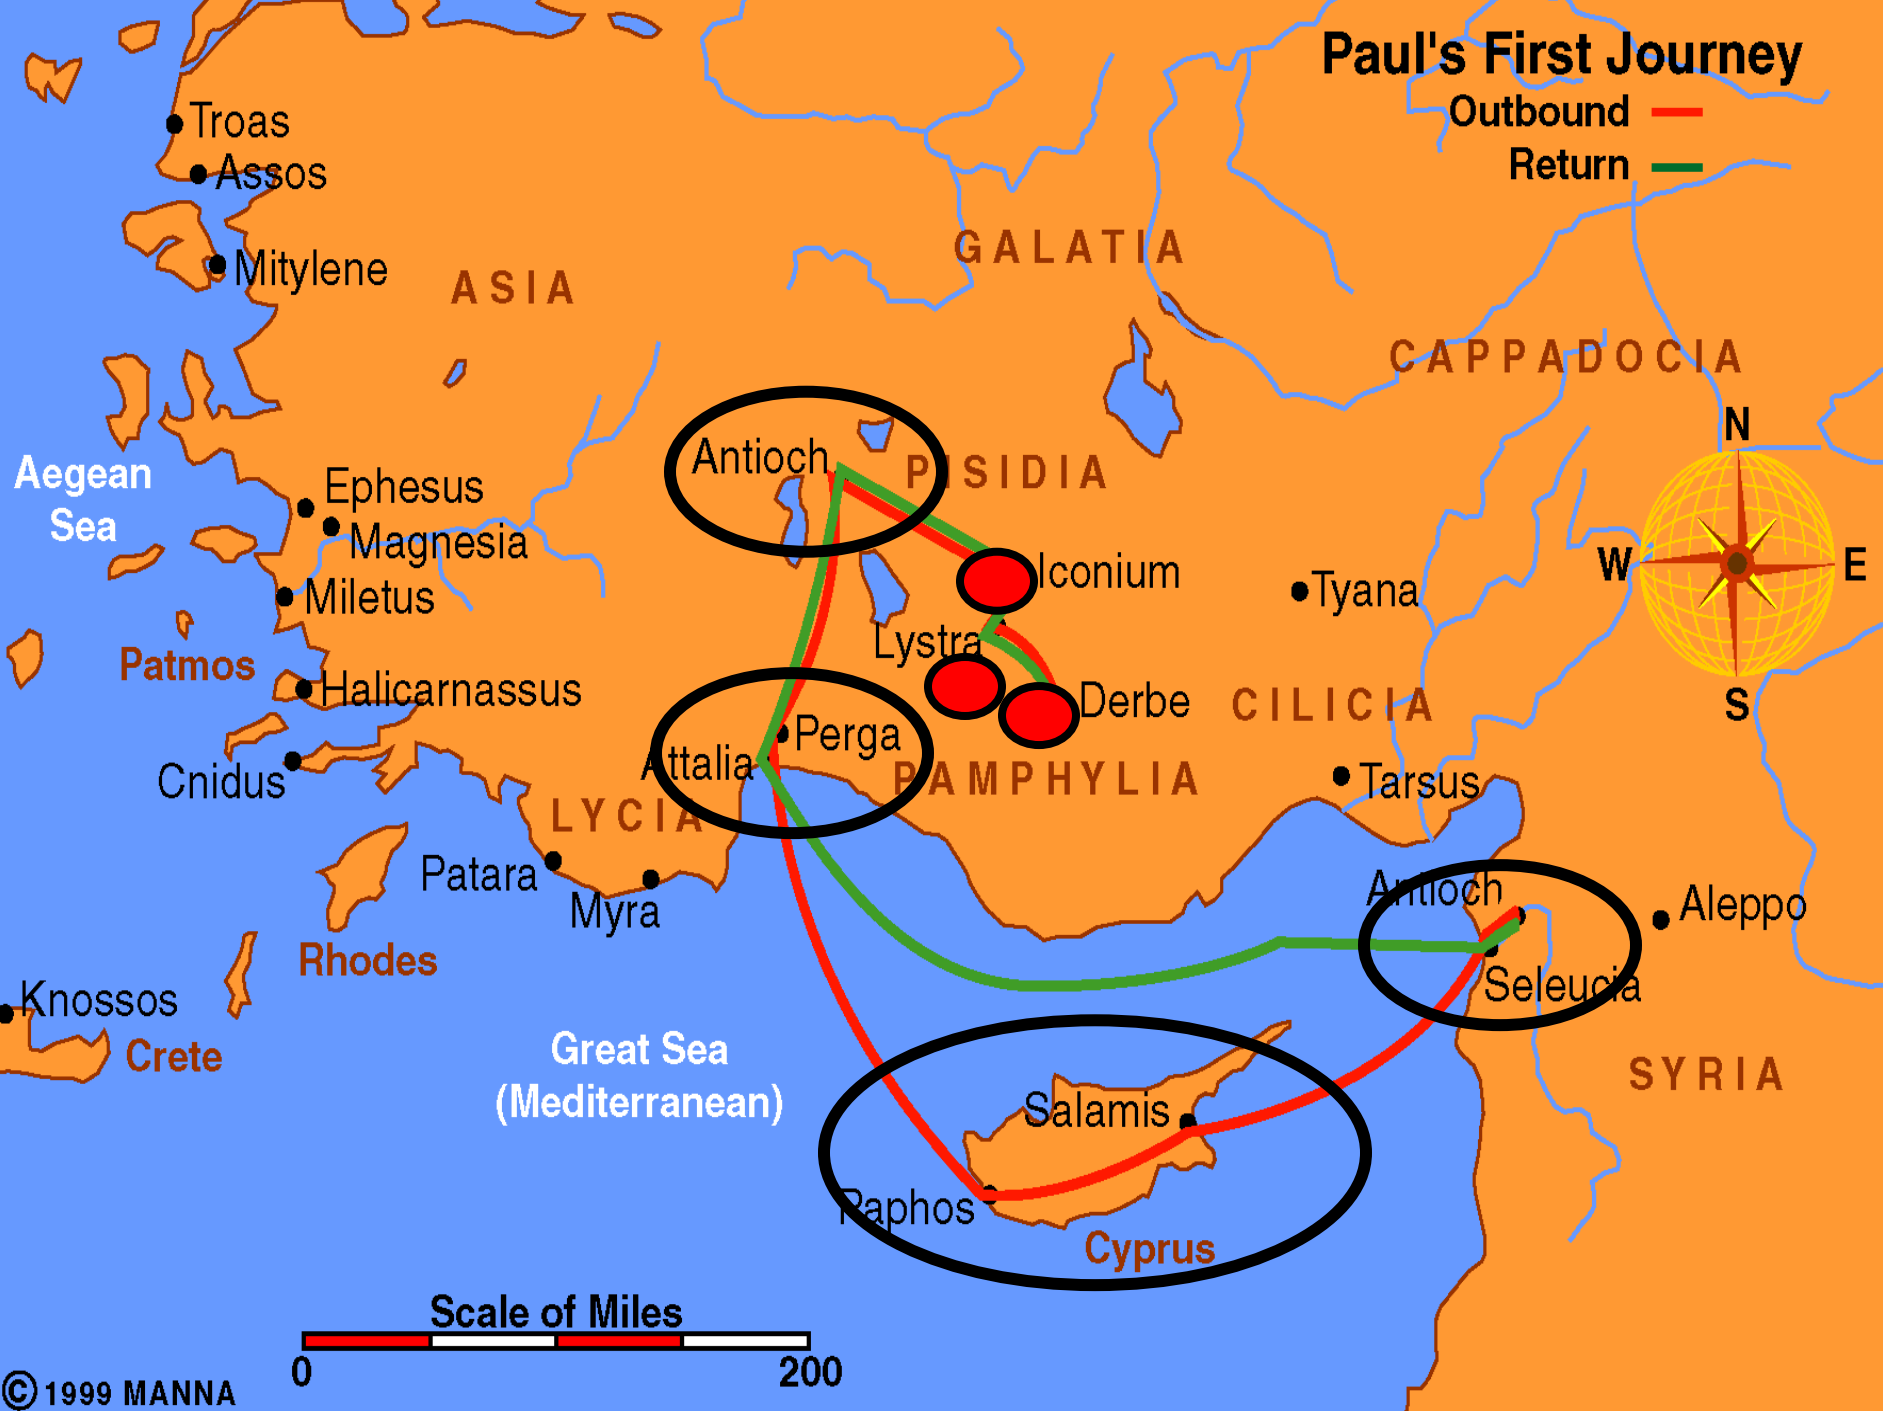 Paul's First Journey
Outbound
Return
Troas
Assos
Mitylene
ASIA
GALATIA
CAPPADOCIA
N
W
E
S
Aegean
Sea
Antioch
PISIDIA
Ephesus
Magnesia
Miletus
Iconium
Tyana
Lystra
Patmos
Halicarnassus
Derbe
CILICIA
Perga
Attalia
Cnidus
PAMPHYLIA
Tarsus
LYCIA
Patara
Myra
Antioch
Aleppo
Rhodes
Seleucia
Knossos
Crete
Great Sea
(Mediterranean)
SYRIA
Salamis
Paphos
Cyprus
Scale of Miles
0
200
© 1999 MANNA